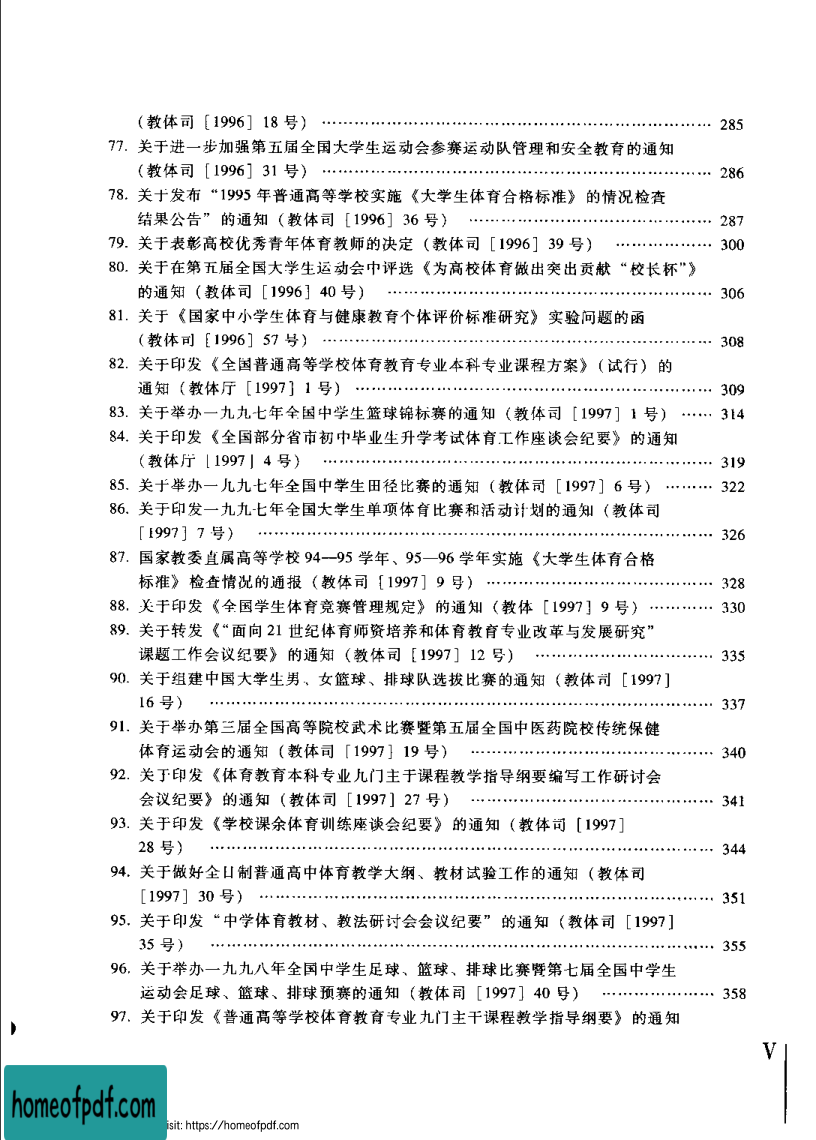 (教体司 [1996] 18 号) …… 285
77. 关于进一步加强第五届全国大学生运动会参赛运动队管理和安全教育的通知
(教体司 [1996] 31 号) …… 286
78. 关于发布 “1995 年普通高等学校实施《大学生体育合格标准》的情况检查
结果公告” 的通知 (教体司 [1996] 36 号) …… 287
79. 关于表彰高校优秀青年体育教师的决定 (教体司 [1996] 39 号) …… 300
80. 关于在第五届全国大学生运动会中评选《为高校体育做出突出贡献 “校长杯”》
的通知 (教体司 [1996] 40 号) …… 306
81. 关于《国家中小学生体育与健康教育个体评价标准研究》实验问题的函
(教体司 [1996] 57 号) …… 308
82. 关于印发《全国普通高等学校体育教育专业本科专业课程方案》(试行) 的
通知 (教体厅 [1997] 1 号) …… 309
83. 关于举办一九九七年全国中学生篮球锦标赛的通知 (教体司 [1997] 1 号) …… 314
84. 关于印发《全国部分省市初中毕业生升学考试体育工作座谈会纪要》的通知
(教体厅 [1997] 4 号) …… 319
85. 关于举办一九九七年全国中学生田径比赛的通知 (教体司 [1997] 6 号) …… 322
86. 关于印发一九九七年全国大学生单项体育比赛和活动计划的通知 (教体司
[1997] 7 号) …… 326
87. 国家教委直属高等学校 94—95 学年、95—96 学年实施《大学生体育合格
标准》检查情况的通报 (教体司 [1997] 9 号) …… 328
88. 关于印发《全国学生体育竞赛管理规定》的通知 (教体 [1997] 9 号) …… 330
89. 关于转发《“面向 21 世纪体育师资培养和体育教育专业改革与发展研究”
课题工作会议纪要》的通知 (教体司 [1997] 12 号) …… 335
90. 关于组建中国大学生男、女篮球、排球队选拔比赛的通知 (教体司 [1997]
16 号) …… 337
91. 关于举办第三届全国高等院校武术比赛暨第五届全国中医药院校传统保健
体育运动会的通知 (教体司 [1997] 19 号) …… 340
92. 关于印发《体育教育本科专业九门主干课程教学指导纲要编写工作研讨会
会议纪要》的通知 (教体司 [1997] 27 号) …… 341
93. 关于印发《学校课余体育训练座谈会纪要》的通知 (教体司 [1997]
28 号) …… 344
94. 关于做好全日制普通高中体育教学大纲、教材试验工作的通知 (教体司
[1997] 30 号) …… 351
95. 关于印发 “中学体育教材、教法研讨会会议纪要” 的通知 (教体司 [1997]
35 号) …… 355
96. 关于举办一九九八年全国中学生足球、篮球、排球比赛暨第七届全国中学生
运动会足球、篮球、排球预赛的通知 (教体司 [1997] 40 号) …… 358
97. 关于印发《普通高等学校体育教育专业九门主干课程教学指导纲要》的通知
V
homeofpdf.com
isit: https://homeofpdf.com